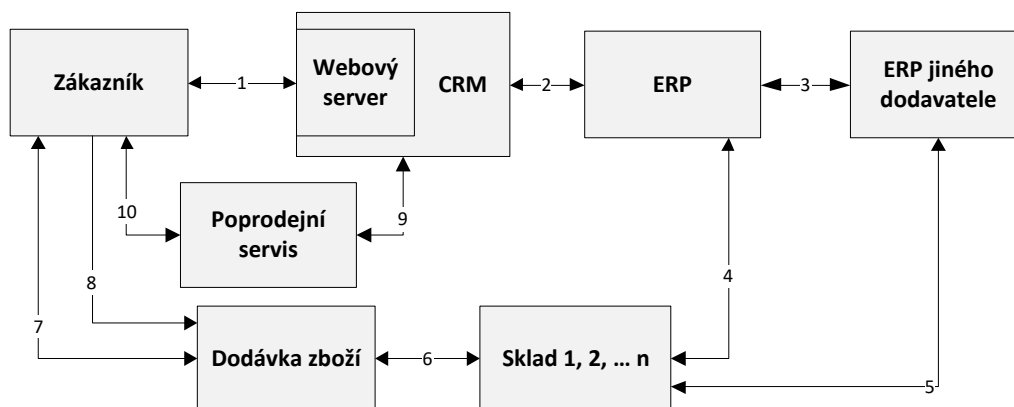 Zákazník
1
Webový
server
CRM
2
ERP
3
ERP jiného
dodavatele
10
Poprodejní
servis
9
4
8
7
Dodávka zboží
6
Sklad 1, 2, … n
5